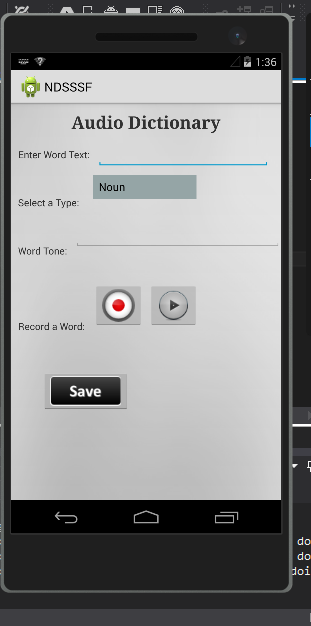 1:36
NDSSSF
Audio Dictionary
Enter Word Text:
Noun
Select a Type:
Word Tone:
Record a Word:
Save
do
do
doi